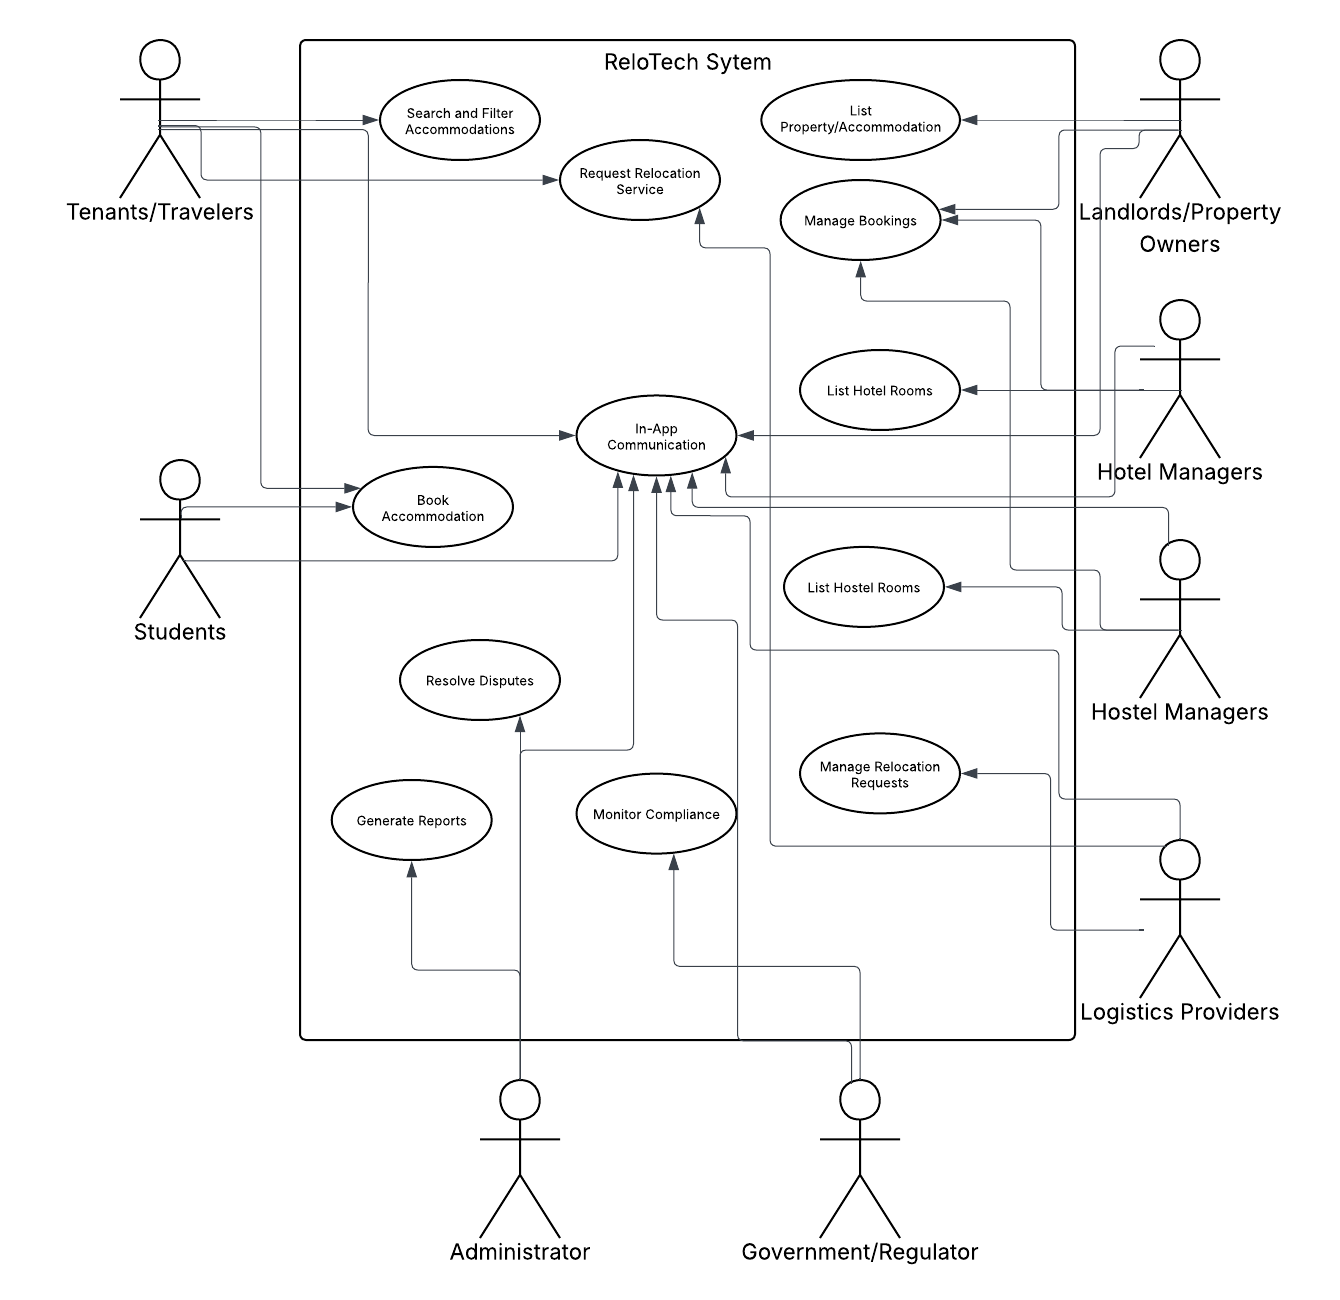 ReloTech Sytem
Search and Filter
Accommodations
List
Property/Accommodation
Request Relocation
Service
Tenants/Travelers
Manage Bookings
Landlords/Property
Owners
List Hotel Rooms
In-App
Communication
Hotel Managers
Book
Accommodation
List Hostel Rooms
Students
Resolve Disputes
Hostel Managers
Manage Relocation
Requests
Generate Reports
Monitor Compliance
Logistics Providers
Administrator
Government/Regulator